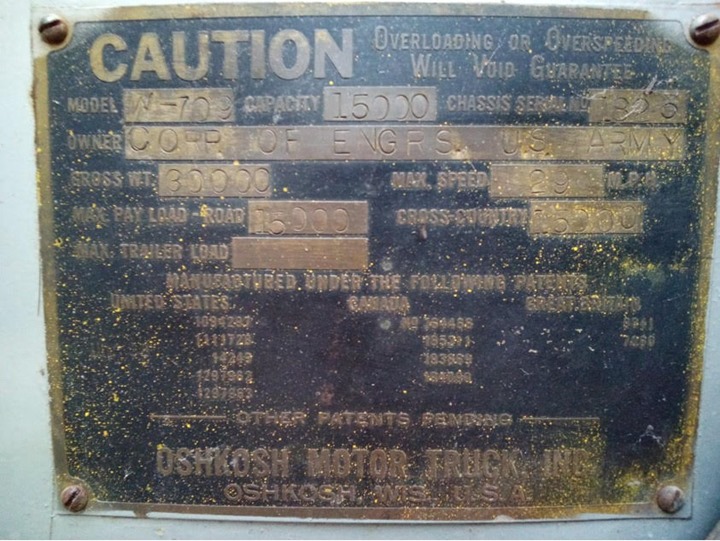 CAUTION OVERLOADING OR OVERSPEEDING
WILL VOID GUARANTEE
MODEL W-709 CAPACITY 15000 CHASSIS SERIAL NO.
OWNER CORP OF ENGRS. US ARMY
GROSS WT. 30000 MAX. SPEED 29 M.P.H.
MAX. PAY LOAD - ROAD 15000 CROSS-COUNTRY 15000
MAX. TRAILER LOAD
MANUFACTURED UNDER THE FOLLOWING PATENTS
UNITED STATES CANADA GREAT BRITAIN
OTHER PATENTS PENDING
OSHKOSH MOTOR TRUCK, INC.
OSHKOSH, WIS., U.S.A.